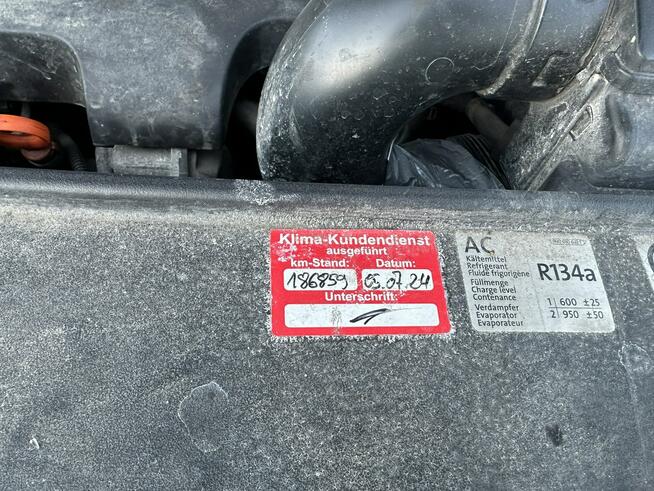 Klima-Kundendienst
ausgeführt
km-Stand: Datum:
186859 05.07.24
Unterschrift:
AC
Kältemittel
Refrigerant
Fluide frigorigène
R134a
Füllmenge
Charge level
Contenance
Verdampfer
Evaporator
Evaporateur
1 600 ±25
2 950 ±50